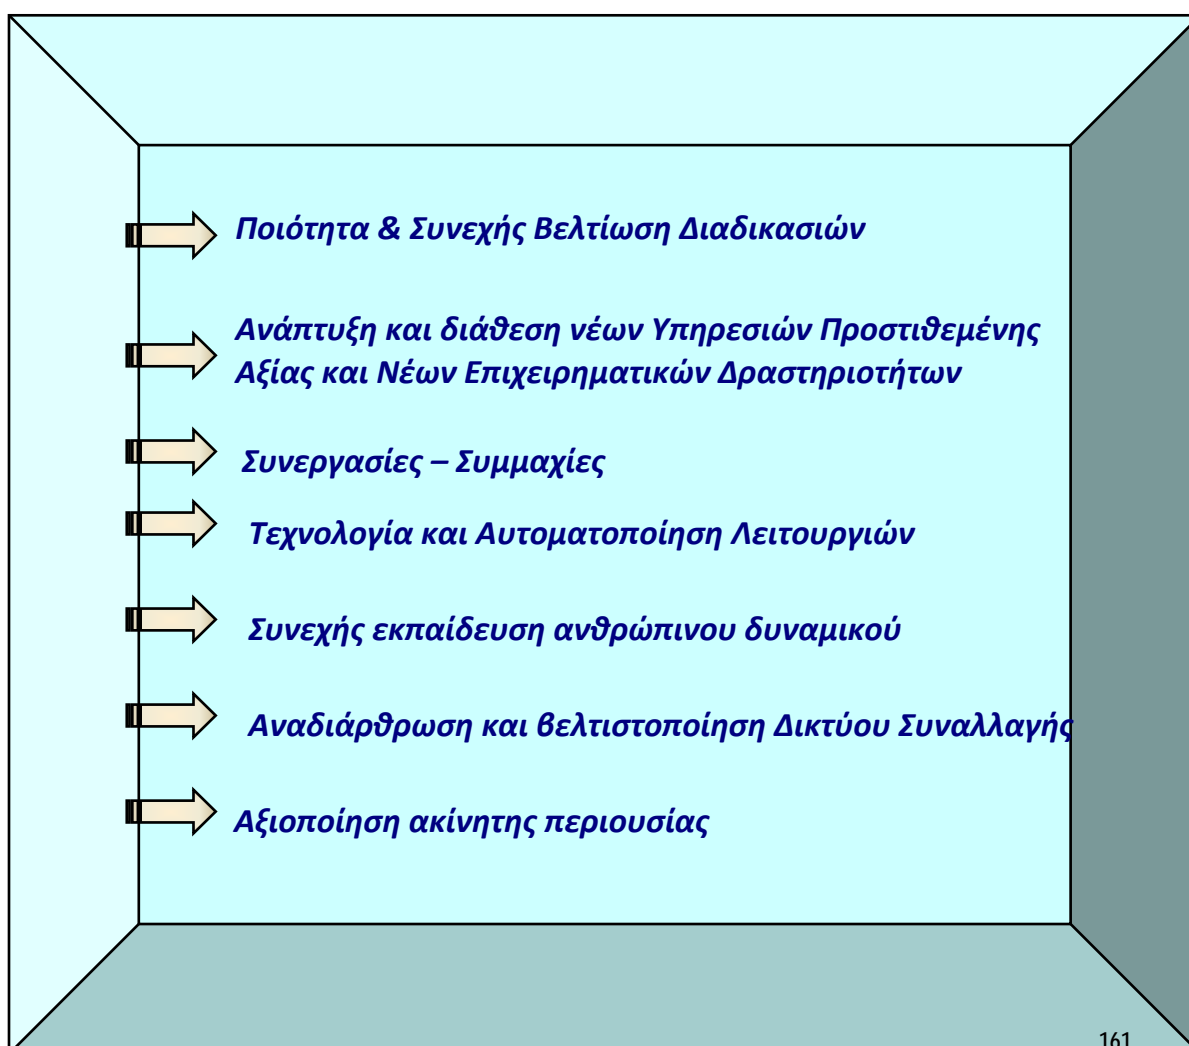 Ποιότητα & Συνεχής Βελτίωση Διαδικασιών
Ανάπτυξη και διάθεση νέων Υπηρεσιών Προστιθεμένης
Αξίας και Νέων Επιχειρηματικών Δραστηριοτήτων
Συνεργασίες – Συμμαχίες
Τεχνολογία και Αυτοματοποίηση Λειτουργιών
Συνεχής εκπαίδευση ανθρώπινου δυναμικού
Αναδιάρθρωση και βελτιστοποίηση Δικτύου Συναλλαγής
Αξιοποίηση ακίνητης περιουσίας
161